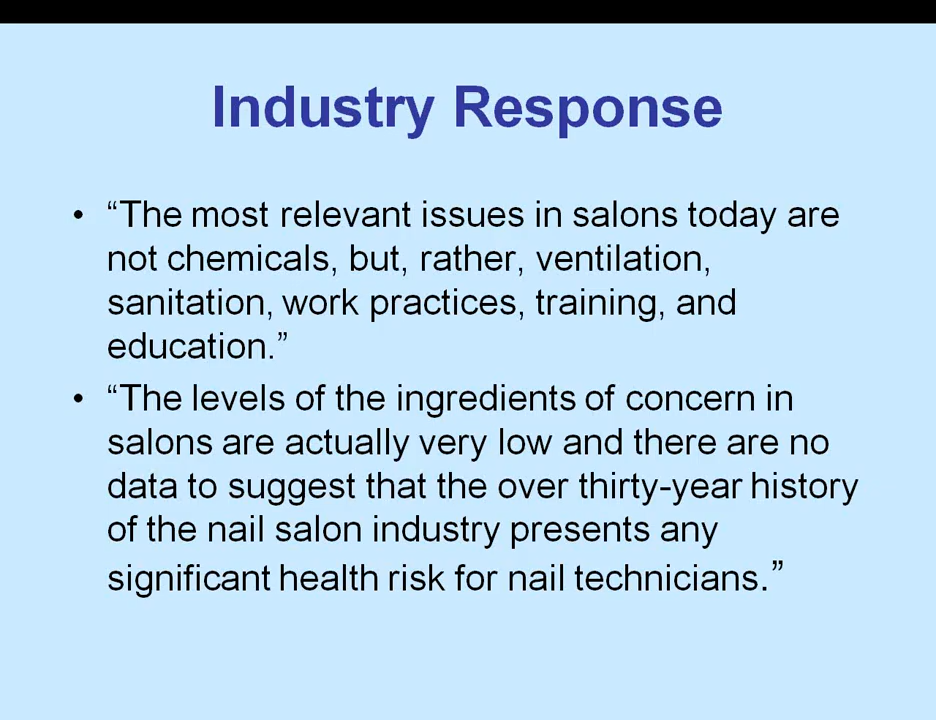 Industry Response
• “The most relevant issues in salons today are
not chemicals, but, rather, ventilation,
sanitation, work practices, training, and
education.”
• “The levels of the ingredients of concern in
salons are actually very low and there are no
data to suggest that the over thirty-year history
of the nail salon industry presents any
significant health risk for nail technicians.”